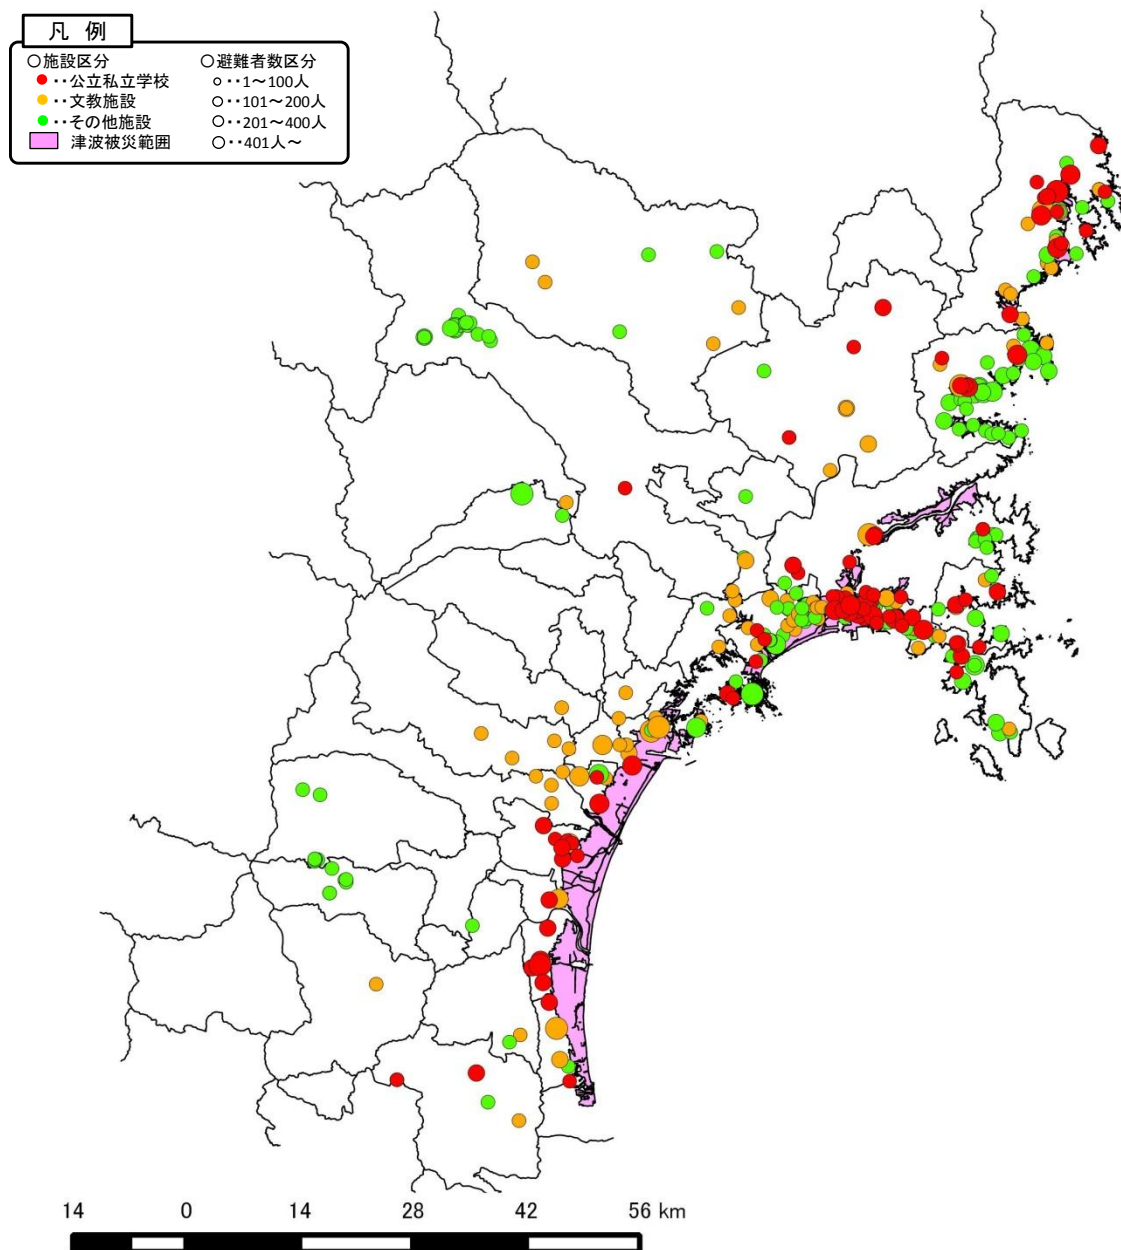 凡 例
○施設区分
●‥公立私立学校
●‥文教施設
●‥その他施設
津波被災範囲
○避難者数区分
○‥1～100人
○‥101～200人
○‥201～400人
○‥401人～
14 0 14 28 42 56 km